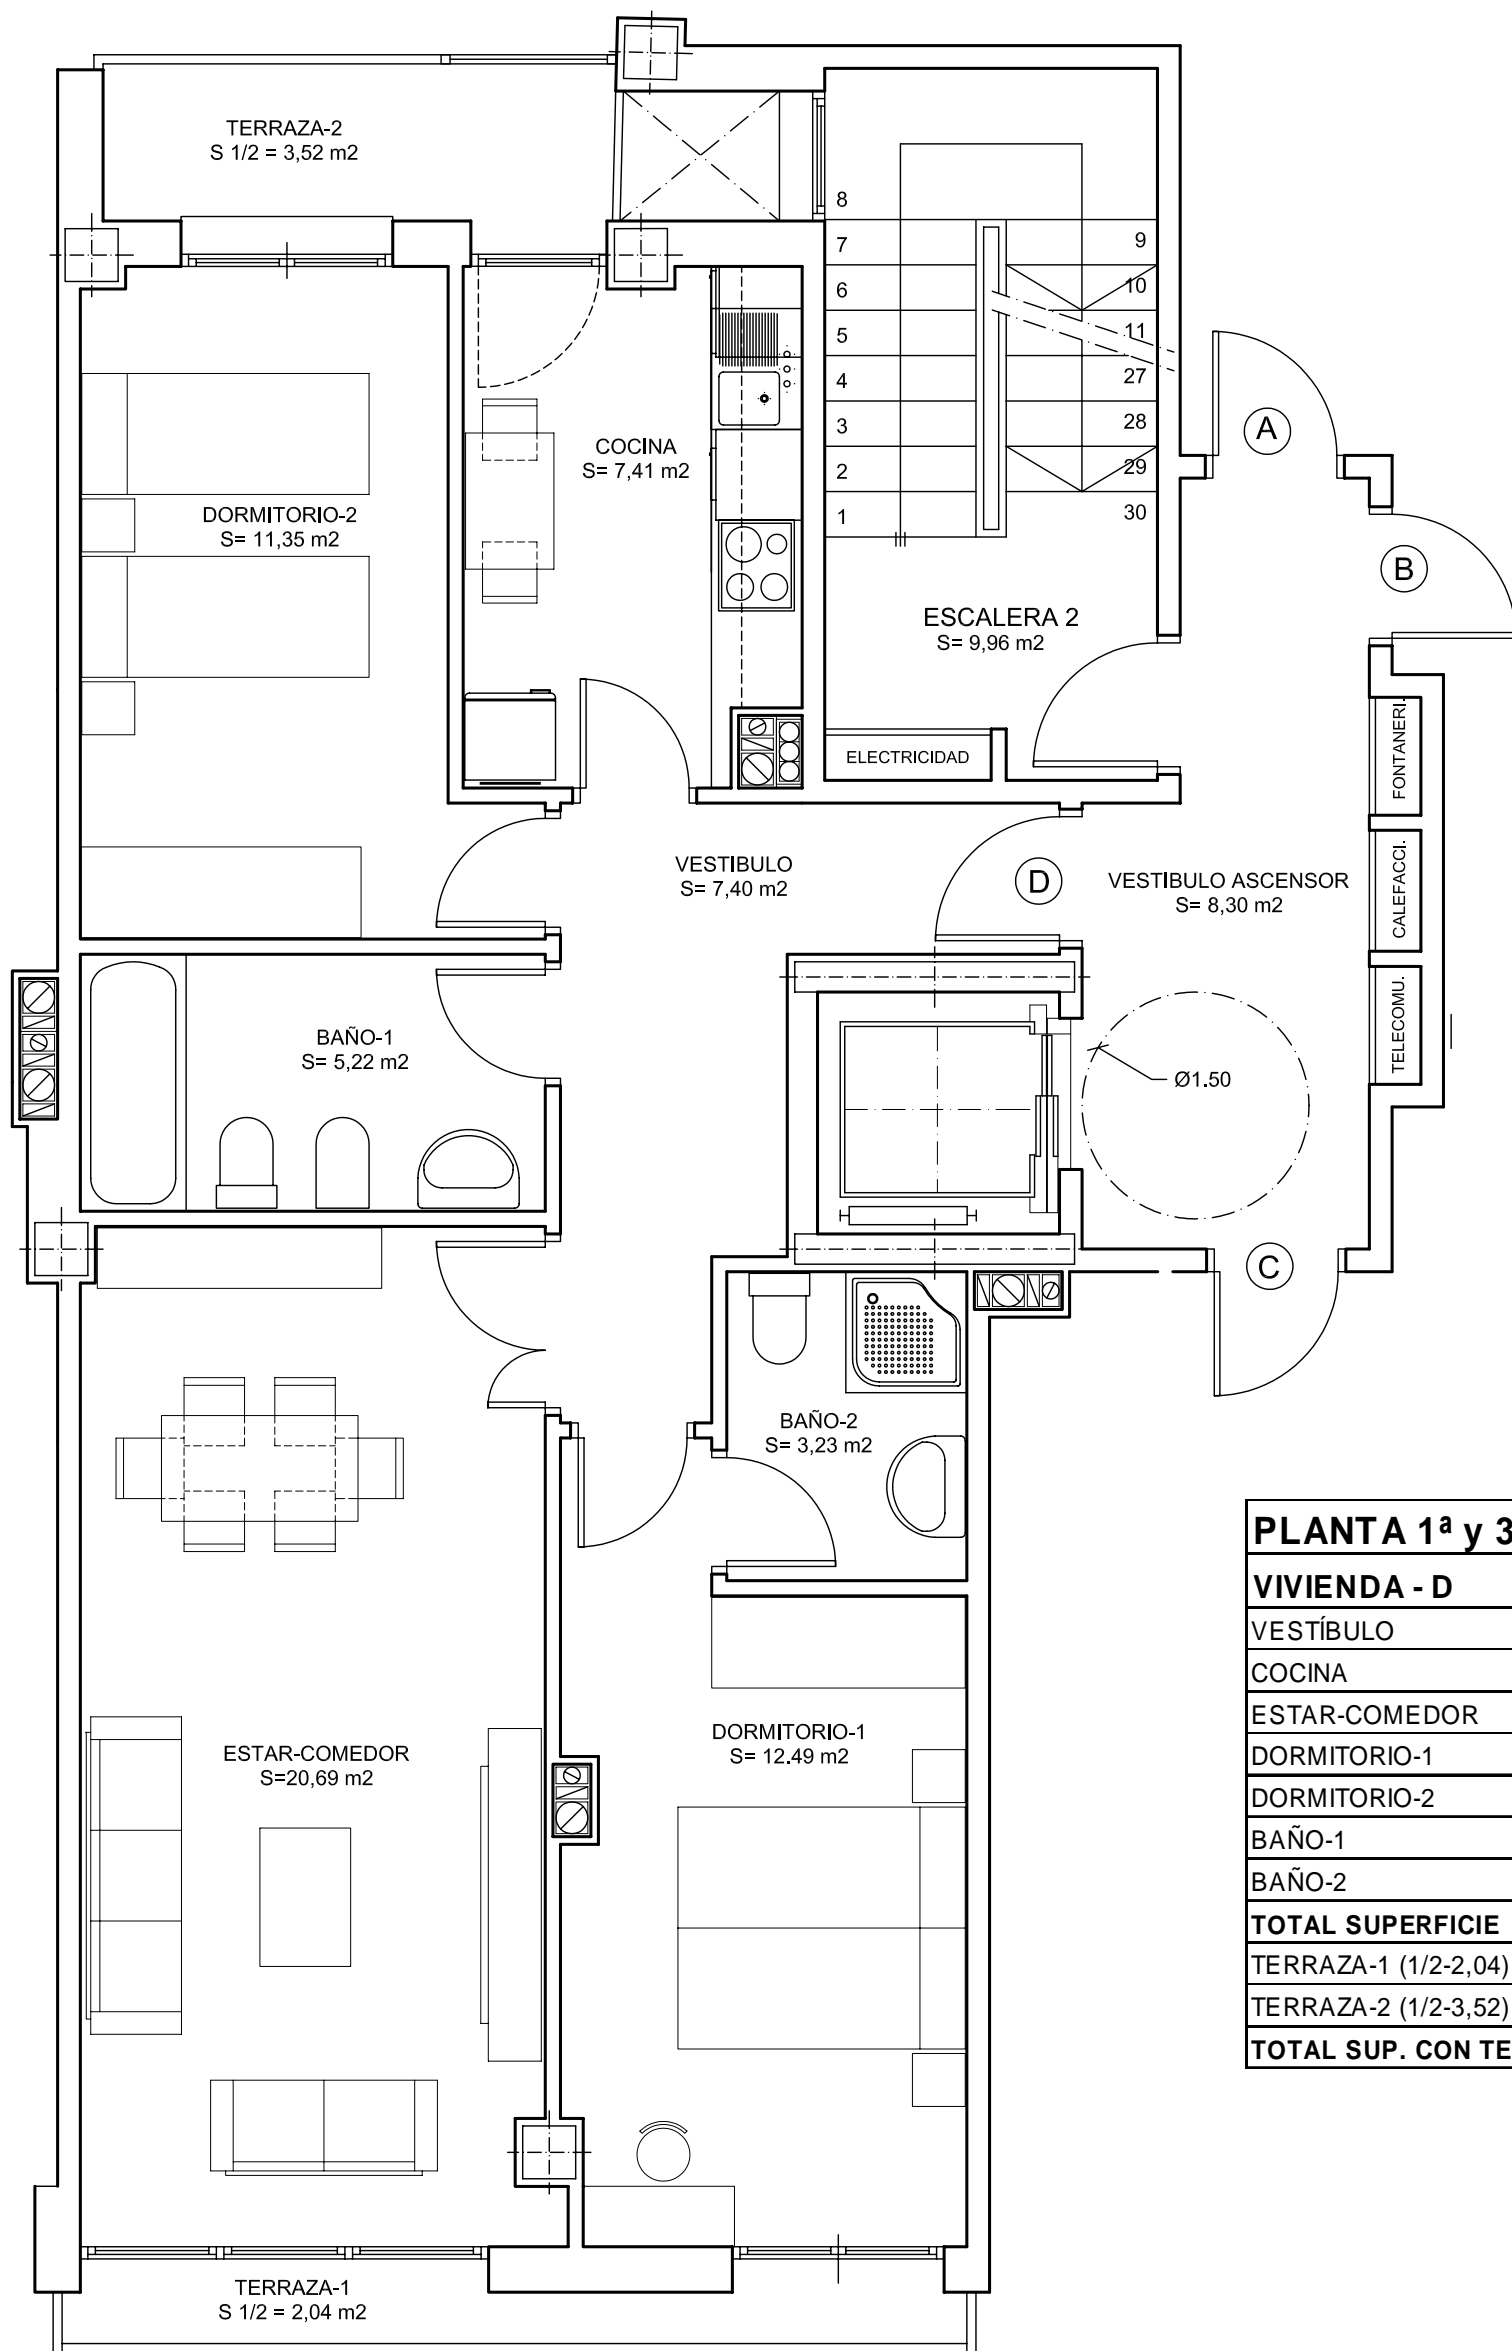 TERRAZA-2
S 1/2 = 3,52 m2
8
7
6
5
4
3
2
1
9
10
11
27
28
29
30
A
B
COCINA
S= 7,41 m2
DORMITORIO-2
S= 11,35 m2
ESCALERA 2
S= 9,96 m2
ELECTRICIDAD
FONTANERI.
CALEFACCI.
TELECOMU.
VESTIBULO
S= 7,40 m2
D
VESTIBULO ASCENSOR
S= 8,30 m2
BAÑO-1
S= 5,22 m2
Ø1.50
C
BAÑO-2
S= 3,23 m2
PLANTA 1ª y 3
VIVIENDA - D
VESTÍBULO
COCINA
ESTAR-COMEDOR
DORMITORIO-1
DORMITORIO-2
BAÑO-1
BAÑO-2
TOTAL SUPERFICIE
TERRAZA-1 (1/2-2,04)
TERRAZA-2 (1/2-3,52)
TOTAL SUP. CON TE
DORMITORIO-1
S= 12.49 m2
ESTAR-COMEDOR
S=20,69 m2
TERRAZA-1
S 1/2 = 2,04 m2